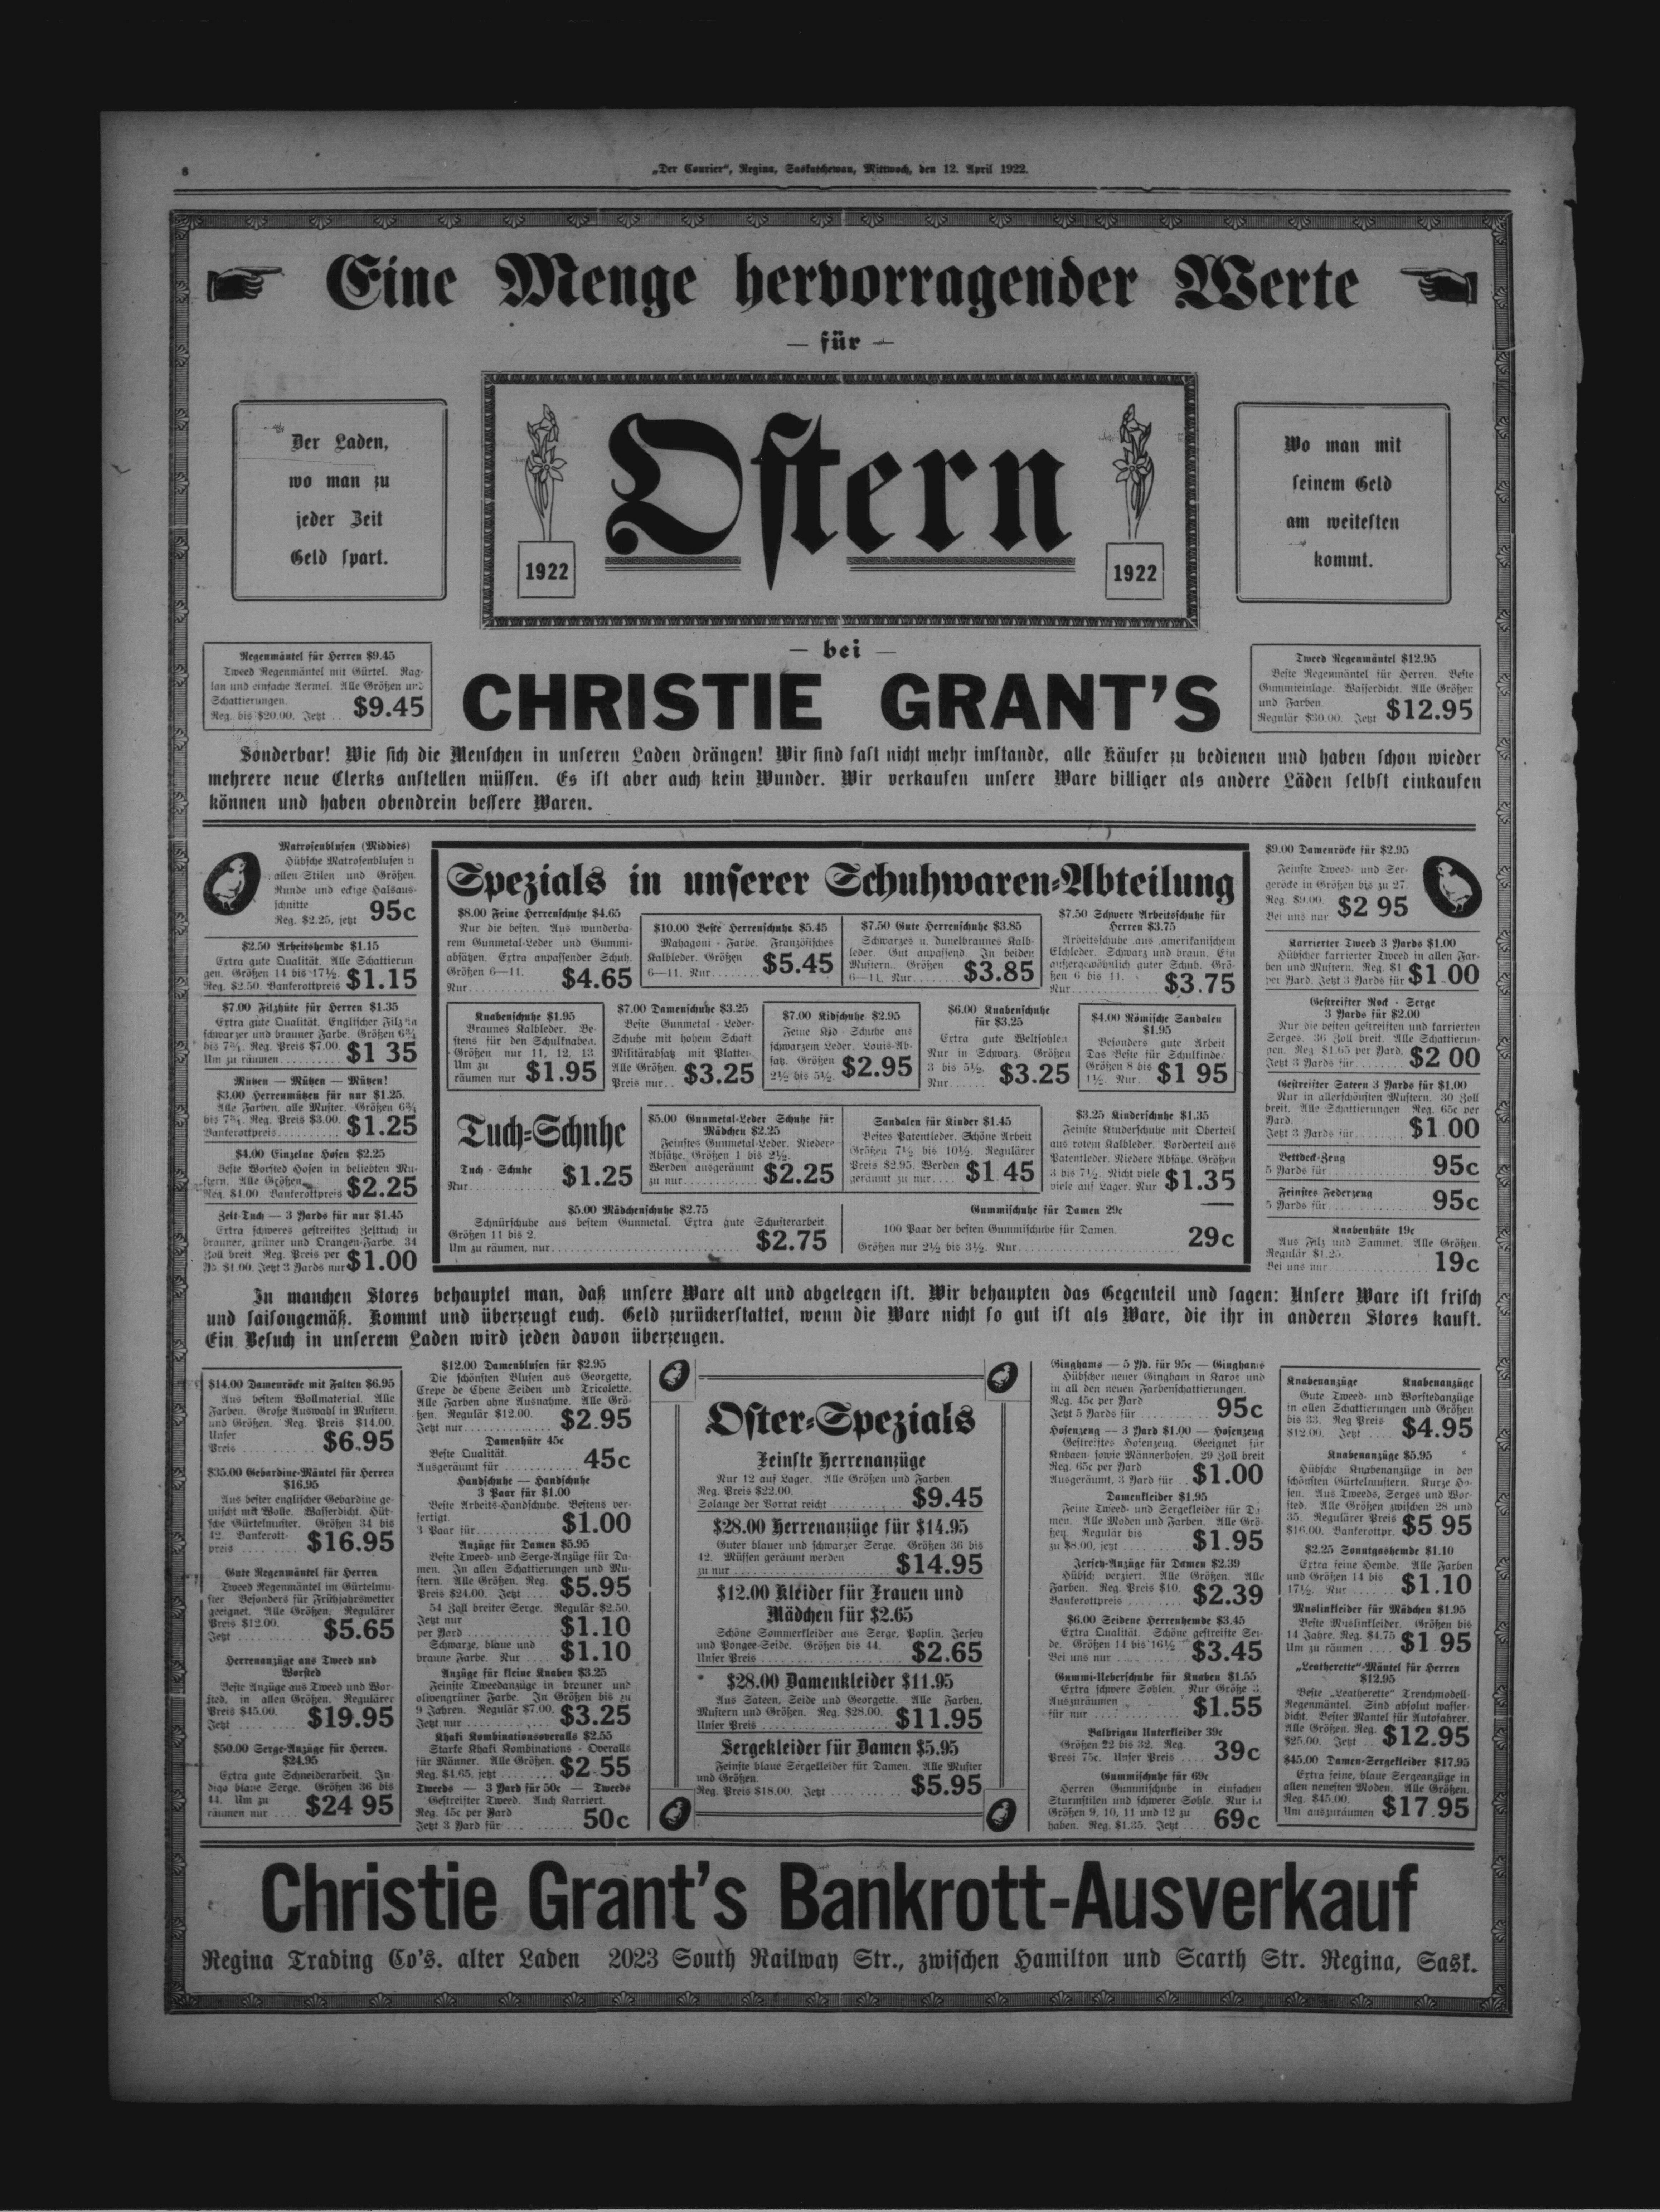 8
„Der Courier“, Regina, Saskatchewan, Mittwoch, den 12. April 1922.
Eine Menge hervorragender Werte
— für —
Der Laden,
wo man zu
jeder Zeit
Geld spart.
Ostern
1922
1922
Wo man mit
seinem Geld
am weitesten
kommt.
— bei —
CHRISTIE GRANT'S
Regenmäntel für Herren $9.45
Tweed Regenmäntel mit Gürtel. Rag-
lan und einfache Aermel. Alle Größen und
Schattierungen.
Reg. bis $20.00. Jetzt .. $9.45
Tweed Regenmäntel $12.95
Beste Regenmäntel für Herren. Beste
Gummieinlage. Wasserdicht. Alle Größen
und Farben.
Regulär $30.00. Jetzt $12.95
Sonderbar! Wie sich die Menschen in unseren Laden drängen! Wir sind fast nicht mehr imstande, alle Käufer zu bedienen und haben schon wieder
mehrere neue Clerks anstellen müssen. Es ist aber auch kein Wunder. Wir verkaufen unsere Ware billiger als andere Läden selbst einkaufen
können und haben obendrein bessere Waren.
Matrosenblusen (Middies)
Hübsche Matrosenblusen in
allen Stilen und Größen.
Runde und eckige Halsaus-
schnitte
Reg. $2.25, jetzt 95c
$2.50 Arbeitshemde $1.15
Extra gute Qualität. Alle Schattierun-
gen. Größen 14 bis 17½.
Reg. $2.50. Bankerottpreis $1.15
$7.00 Filzhüte für Herren $1.35
Extra gute Qualität. Englischer Filz in
schwarzer und brauner Farbe. Größen 6¾
bis 7¾. Reg. Preis $7.00.
Um zu räumen.......... $1 35
Mützen — Mützen — Mützen!
$3.00 Herrenmützen für nur $1.25.
Alle Farben, alle Muster. Größen 6¾
bis 7¾. Reg. Preis $3.00.
Bankerottpreis.......... $1.25
$4.00 Einzelne Hosen $2.25
Beste Worsted Hosen in beliebten Mu-
stern. Alle Größen.
Reg. $4.00. Bankerottpreis $2.25
Zelt-Tuch — 3 Yards für nur $1.45
Extra schweres gestreiftes Zelttuch in
brauner, grüner und Orangen-Farbe. 34
Zoll breit. Reg. Preis per
Yd. $1.00. Jetzt 3 Yards nur $1.00
Spezials in unserer Schuhwaren-Abteilung
$8.00 Feine Herrenschuhe $4.65
Nur die besten. Aus wunderba-
rem Gunmetal-Leder und Gummi-
absätzen. Extra anpassender Schuh.
Größen 6—11.
Nur.............. $4.65
$10.00 Beste Herrenschuhe $5.45
Mahagoni - Farbe. Französisches
Kalbleder. Größen
6—11. Nur........ $5.45
$7.50 Gute Herrenschuhe $3.85
Schwarzes u. dunelbraunes Kalb-
leder. Gut anpassend. In beiden
Mustern. Größen
6—11. Nur........ $3.85
$7.50 Schwere Arbeitsschuhe für
Herren $3.75
Arbeitsschuhe aus amerikanischem
Elchleder. Schwarz und braun. Ein
außergewöhnlich guter Schuh. Grö-
ßen 6 bis 11.
Nur.............. $3.75
Knabenschuhe $1.95
Braunes Kalbleder. Be-
stens für den Schulknaben.
Größen nur 11, 12, 13.
Um zu
räumen nur $1.95
$7.00 Damenschuhe $3.25
Beste Gunmetal - Leder-
Schuhe mit hohem Schaft.
Militärabsatz mit Platten
Alle Größen.
Preis nur.. $3.25
$7.00 Kidschuhe $2.95
Feine Kid - Schuhe aus
schwarzem Leder. Louis-Ab-
satz. Größen
2½ bis 5½. $2.95
$6.00 Knabenschuhe
für $3.25
Extra gute Weltsohlen
Nur in Schwarz. Größen
3 bis 5½.
Nur...... $3.25
$4.00 Römische Sandalen
$1.95
Besonders gute Arbeit
Das Beste für Schulkinder
Größen 8 bis
1½. Nur.. $1 95
Tuch-Schuhe
Tuch - Schuhe
Nur.............. $1.25
$5.00 Gunmetal-Leder Schuhe für
Mädchen $2.25
Feinstes Gunmetal-Leder. Niedere
Absätze. Größen 1 bis 2½.
Werden ausgeräumt
zu nur............. $2.25
Sandalen für Kinder $1.45
Bestes Patentleder. Schöne Arbeit
Größen 7½ bis 10½. Regulärer
Preis $2.95. Werden
geräumt zu nur.... $1 45
$3.25 Kinderschuhe $1.35
Feinste Kinderschuhe mit Oberteil
aus rotem Kalbleder. Vorderteil aus
Patentleder. Niedere Absätze. Größen
3 bis 7½. Nicht viele
viele auf Lager. Nur $1.35
$5.00 Mädchenschuhe $2.75
Schnürschuhe aus bestem Gunmetal. Extra gute Schusterarbeit.
Größen 11 bis 2.
Um zu räumen, nur.......................... $2.75
Gummischuhe für Damen 29c
100 Paar der besten Gummischuhe für Damen.
Größen nur 2½ bis 3½. Nur.................. 29c
$9.00 Damenröcke für $2.95
Feinste Tweed- und Ser-
geröcke in Größen bis zu 27.
Reg. $9.00.
Bei uns nur $2 95
Karrierter Tweed 3 Yards $1.00
Hübscher karrierter Tweed in allen Far-
ben und Mustern. Reg. $1
per Yard. Jetzt 3 Yards für $1.00
Gestreifter Rock - Serge
3 Yards für $2.00
Nur die besten gestreiften und karrierten
Serges. 36 Zoll breit. Alle Schattierun-
gen. Reg. $1.65 per Yard.
Jetzt 3 Yards für ....... $2 00
Gestreifter Sateen 3 Yards für $1.00
Nur in allerschönsten Mustern. 30 Zoll
breit. Alle Schattierungen Reg. 65c per
Yard.
Jetzt 3 Yards für........ $1.00
Bettdeck-Zeug
5 Yards für ............ 95c
Feinstes Federzeug
5 Yards für............. 95c
Knabenhüte 19c
Aus Filz und Sammet. Alle Größen.
Regulär $1.25.
Bei uns nur............. 19c
In manchen Stores behauptet man, daß unsere Ware alt und abgelegen ist. Wir behaupten das Gegenteil und sagen: Unsere Ware ist frisch
und saisongemäß. Kommt und überzeugt euch. Geld zurückerstattet, wenn die Ware nicht so gut ist als Ware, die ihr in anderen Stores kauft.
Ein Besuch in unserem Laden wird jeden davon überzeugen.
$14.00 Damenröcke mit Falten $6.95
Aus bestem Wollmaterial. Alle
Farben. Große Auswahl in Mustern
und Größen. Reg. Preis $14.00.
Unser
Preis ......... $6.95
$35.00 Gebardine-Mäntel für Herren
$16.95
Aus bester englischer Gebardine ge-
mischt mit Wolle. Wasserdicht. Hüb-
sche Gürtelmuster. Größen 34 bis
42. Bankerott-
preis ......... $16.95
Gute Regenmäntel für Herren
Tweed Regenmäntel im Gürtelmu-
ster Besonders für Frühjahrswetter
geeignet. Alle Größen. Regulärer
Preis $12.00.
Jetzt ......... $5.65
Herrenanzüge aus Tweed und
Worsted
Beste Anzüge aus Tweed und Wor-
sted, in allen Größen. Regulärer
Preis $45.00.
Jetzt ......... $19.95
$50.00 Serge-Anzüge für Herren.
$24.95
Extra gute Schneiderarbeit. In-
digo blaue Serge. Größen 36 bis
44. Um zu
räumen nur .... $24 95
$12.00 Damenblusen für $2.95
Die schönsten Blusen aus Georgette,
Crepe de Chene Seiden und Tricolette.
Alle Farben ohne Ausnahme. Alle Grö-
ßen. Regulär $12.00.
Jetzt nur............. $2.95
Damenhüte 45c
Beste Qualität.
Ausgeräumt für .......... 45c
Handschuhe — Handschuhe
3 Paar für $1.00
Beste Arbeits-Handschuhe. Bestens ver-
fertigt.
3 Paar für............ $1.00
Anzüge für Damen $5.95
Beste Tweed- und Serge-Anzüge für Da-
men. In allen Schattierungen und Mu-
stern. Alle Größen. Reg.
Preis $24.00. Jetzt .... $5.95
54 Zoll breiter Serge. Regulär $2.50.
Jetzt nur
per Yard ............. $1.10
Schwarze, blaue und
braune Farbe. Nur .... $1.10
Anzüge für kleine Knaben $3.25
Feinste Tweedanzüge in brauner und
olivengrüner Farbe. In Größen bis zu
9 Jahren. Regulär $7.00.
Jetzt nur ............. $3.25
Khaki Kombinationsoveralls $2.55
Starke Khaki Kombinations - Overalls
für Männer. Alle Größen.
Reg. $4.65, jetzt ....... $2.55
Tweeds — 3 Yard für 50c — Tweeds
Gestreifter Tweed. Auch Karriert.
Reg. 45c per Yard
Jetzt 3 Yard für ... ...... 50c
Oster-Spezials
Feinste Herrenanzüge
Nur 12 auf Lager. Alle Größen und Farben.
Reg. Preis $22.00.
Solange der Vorrat reicht ............ $9.45
$28.00 Herrenanzüge für $14.95
Guter blauer und schwarzer Serge. Größen 36 bis
42. Müssen geräumt werden
zu nur ....................... $14.95
$12.00 Kleider für Frauen und
Mädchen für $2.65
Schöne Sommerkleider aus Serge, Poplin, Jersey
und Pongee-Seide. Größen bis 44.
Unser Preis ................... $2.65
$28.00 Damenkleider $11.95
Aus Sateen, Seide und Georgette. Alle Farben,
Mustern und Größen. Reg. $28.00.
Unser Preis ................... $11.95
Sergekleider für Damen $5.95
Feinste blaue Sergekleider für Damen. Alle Muster
und Größen.
Reg. Preis $18.00. Jetzt .......... $5.95
Ginghams — 5 Yd. für 95c — Ginghams
Hübscher neuer Gingham in Karos und
in all den neuen Farbenschattierungen.
Reg. 45c per Yard
Jetzt 5 Yards für .......... 95c
Hosenzeug — 3 Yard $1.00 — Hosenzeug
Gestreiftes Hosenzeug. Geeignet für
Knbaen- sowie Männerhosen. 29 Zoll breit
Reg. 65c per Yard
Ausgeräumt, 3 Yard für .. $1.00
Damenkleider $1.95
Feine Tweed- und Sergekleider für Da-
men. Alle Moden und Farben. Alle Grö-
ßen. Regulär bis
zu $8.00, jetzt .......... $1.95
Jersey-Anzüge für Damen $2.39
Hübsch verziert. Alle Größen. Alle
Farben. Reg. Preis $10.
Bankerottpreis ........ $2.39
$6.00 Seidene Herrenhemde $3.45
Extra Qualität. Schöne gestreifte Sei-
de. Größen 14 bis 16½
Bei uns nur ........... $3.45
Gummi-Ueberschuhe für Knaben $1.55
Extra schwere Sohlen. Nur Größe 3.
Auszuräumen
für nur ............... $1.55
Balbrigan Unterkleider 39c
Größen 22 bis 32. Reg.
Presi 75c. Unser Preis .... 39c
Gummischuhe für 69c
Herren Gummischuhe in einfachen
Sturmstilen und schwerer Sohle. Nur in
Größen 9, 10, 11 und 12 zu
haben. Reg. $1.35. Jetzt .... 69c
Knabenanzüge Knabenanzüge
Gute Tweed- und Worstedanzüge
in allen Schattierungen und Größen
bis 33. Reg Preis
$12.00. Jetzt .... $4.95
Knabenanzüge $5.95
Hübsche Knabenanzüge in den
schönsten Gürtelmustern. Kurze Ho-
sen. Aus Tweeds, Serges und Wor-
sted. Alle Größen zwischen 28 und
35. Regulärer Preis
$16.00. Bankerottpr. $5 95
$2.25 Sonntagshemde $1.10
Extra feine Hemde. Alle Farben
und Größen 14 bis
17½. Nur ..... $1.10
Muslinkleider für Mädchen $1.95
Beste Muslinkleider. Größen bis
14 Jahre. Reg. $4.75
Um zu räumen .... $1 95
„Leatherette“-Mäntel für Herren
$12.95
Beste „Leatherette“ Trenchmodell-
Regenmäntel. Sind absolut wasser-
dicht. Bester Mantel für Autofahrer.
Alle Größen. Reg.
$25.00. Jetzt .. $12.95
$45.00 Damen-Sergekleider $17.95
Extra feine, blaue Sergeanzüge in
allen neuesten Moden. Alle Größen.
Reg. $45.00.
Um auszuräumen $17.95
Christie Grant's Bankrott-Ausverkauf
Regina Trading Co's. alter Laden 2023 South Railway Str., zwischen Hamilton und Scarth Str. Regina, Sask.